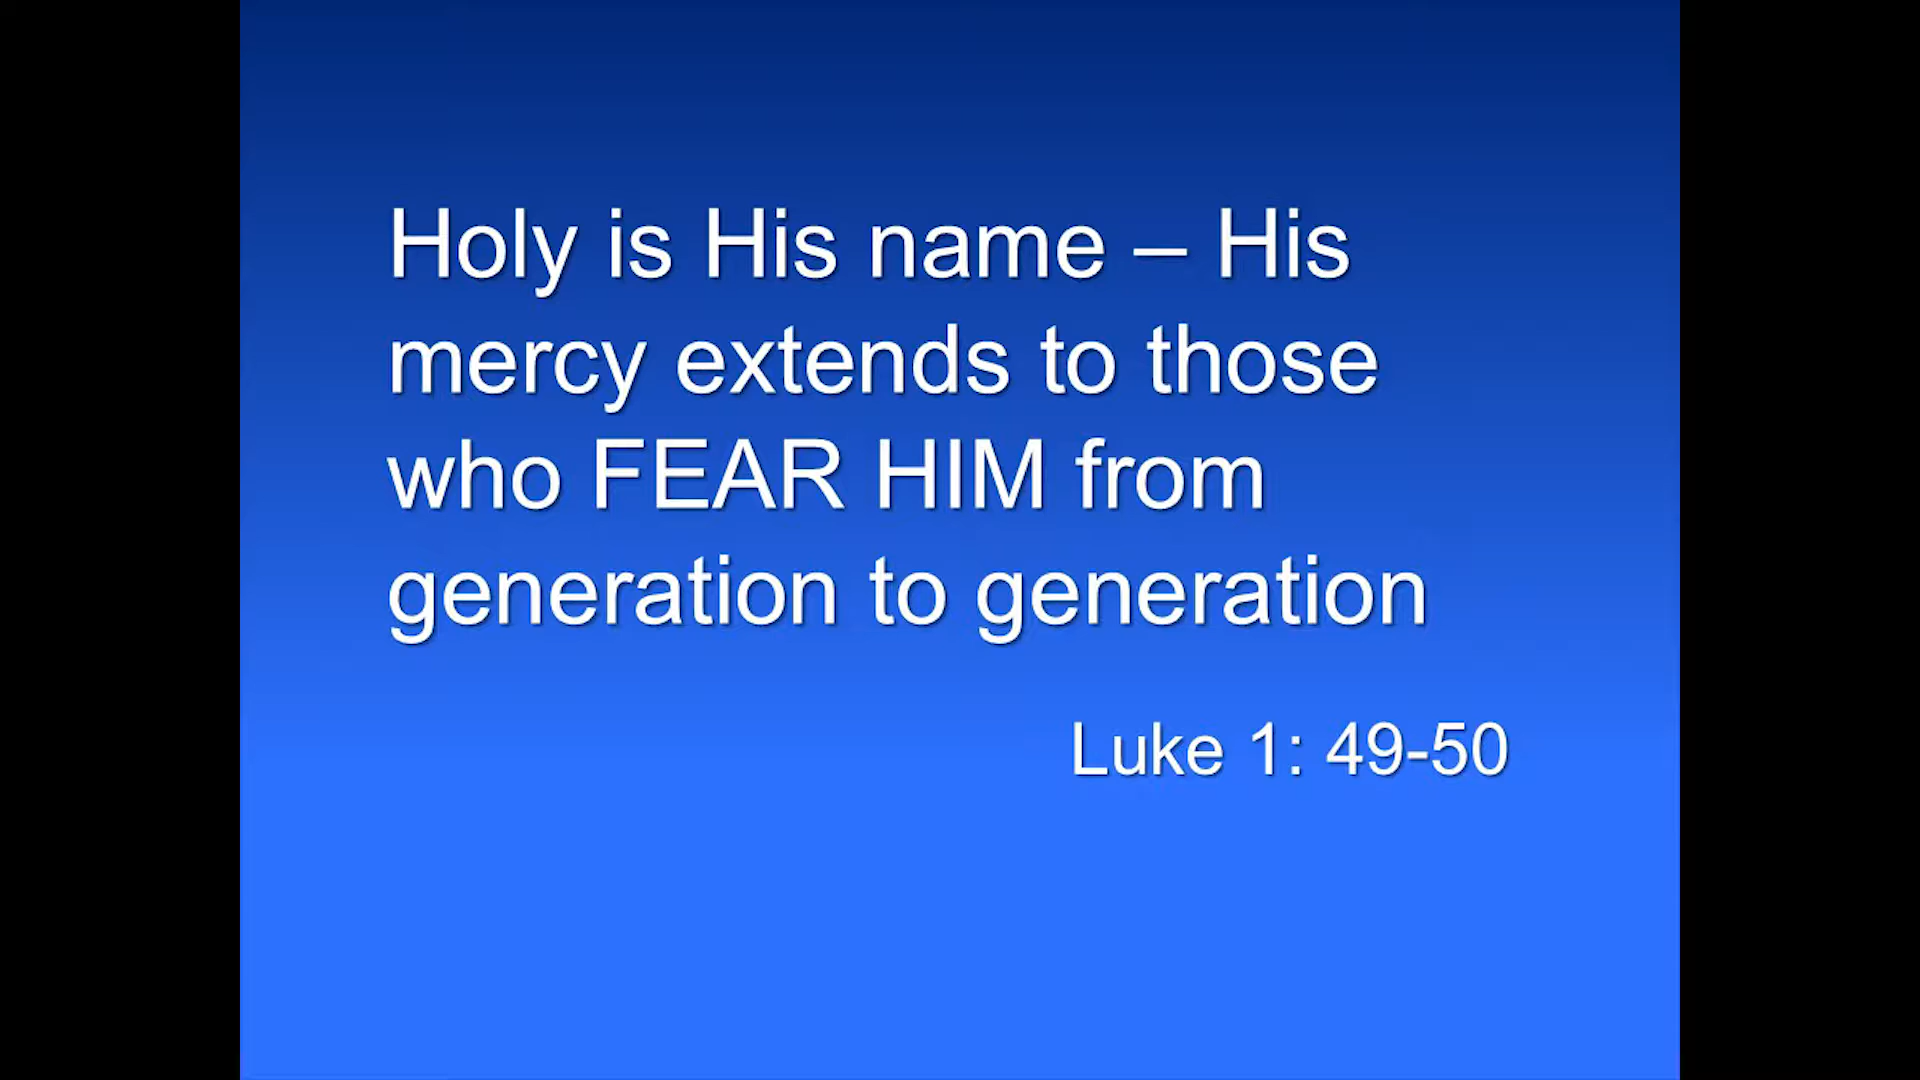 Holy is His name – His
mercy extends to those
who FEAR HIM from
generation to generation
Luke 1: 49-50